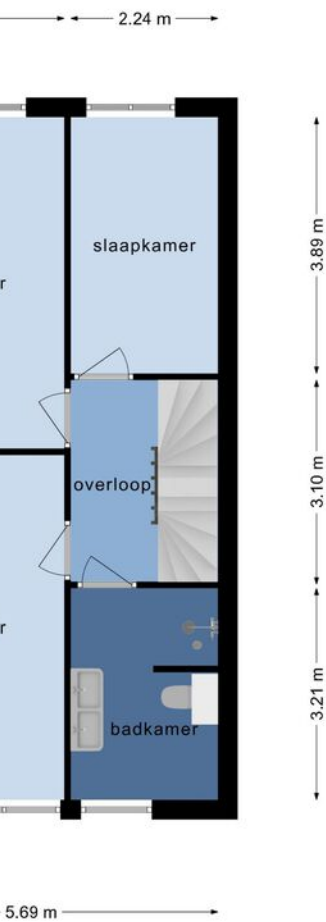 2.24 m
slaapkamer
3.89 m
r
overloop
3.10 m
r
3.21 m
badkamer
5.69 m